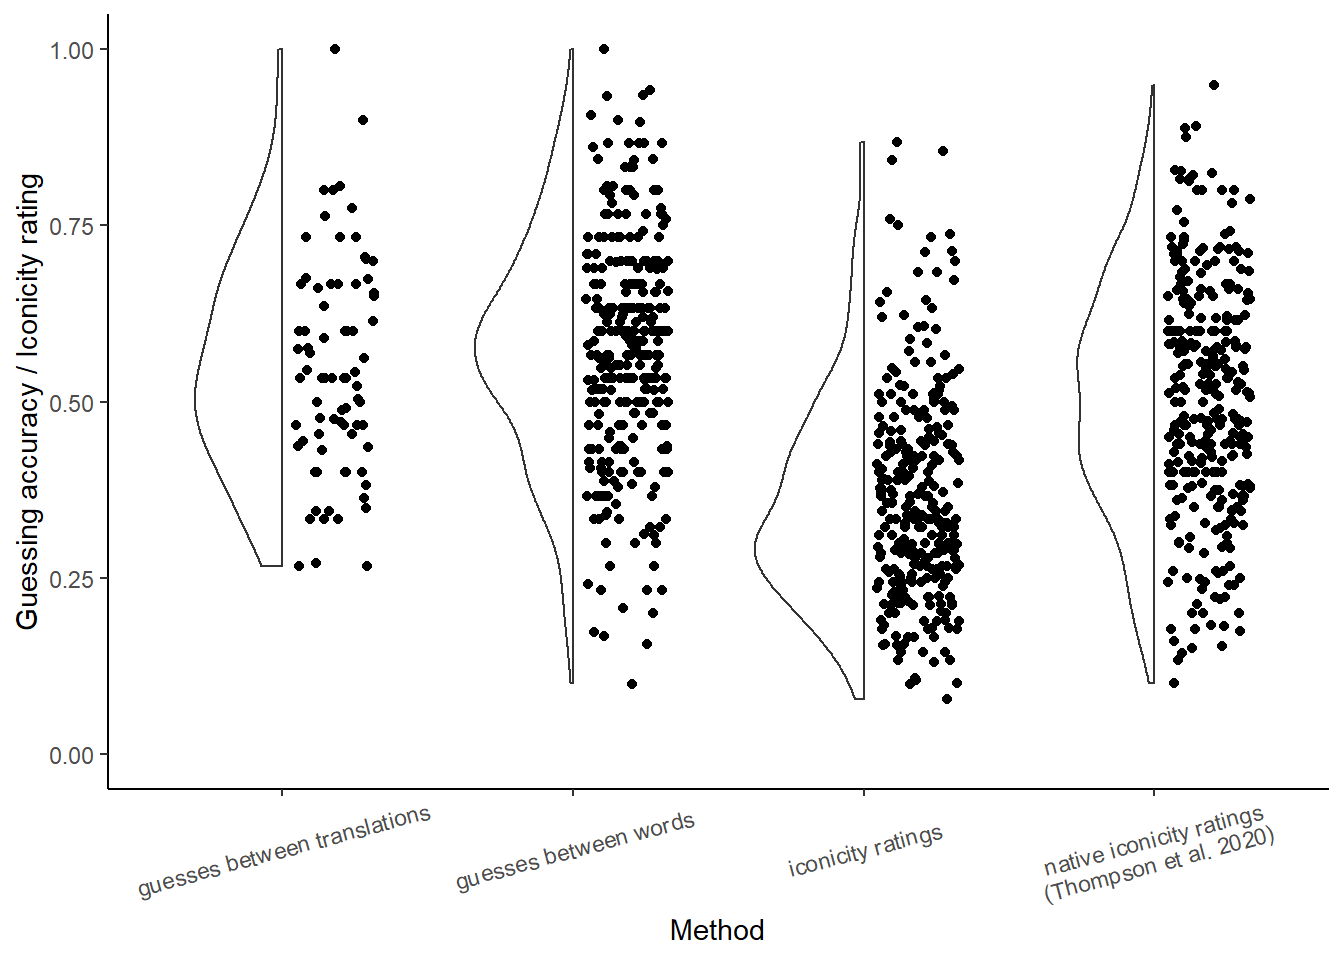 Guessing accuracy / Iconicity rating
1.00
0.75
0.50
0.25
0.00
guesses between translations
guesses between words
iconicity ratings
native iconicity ratings
(Thompson et al. 2020)
Method